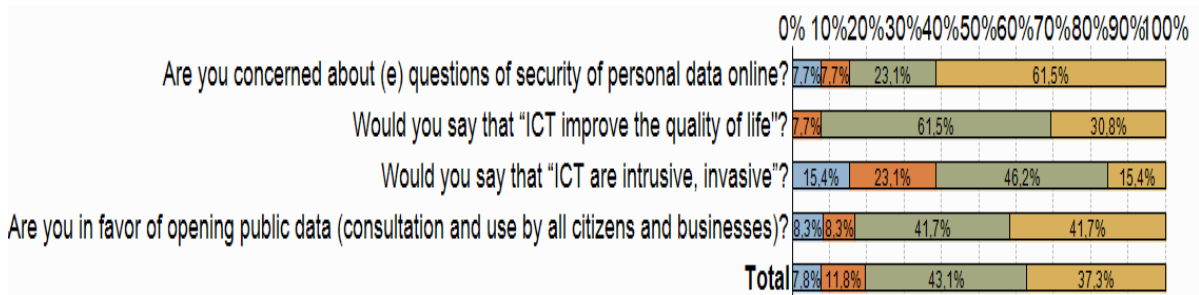 0% 10%20%30%40%50%60%70%80%90%100%
Are you concerned about (e) questions of security of personal data online? 7,7% 7,7% 23,1% 61,5%
Would you say that “ICT improve the quality of life"? 7,7% 61,5% 30,8%
Would you say that “ICT are intrusive, invasive”? 15,4% 23,1% 46,2% 15,4%
Are you in favor of opening public data (consultation and use by all citizens and businesses)? 8,3% 8,3% 41,7% 41,7%
Total 7,8% 11,8% 43,1% 37,3%